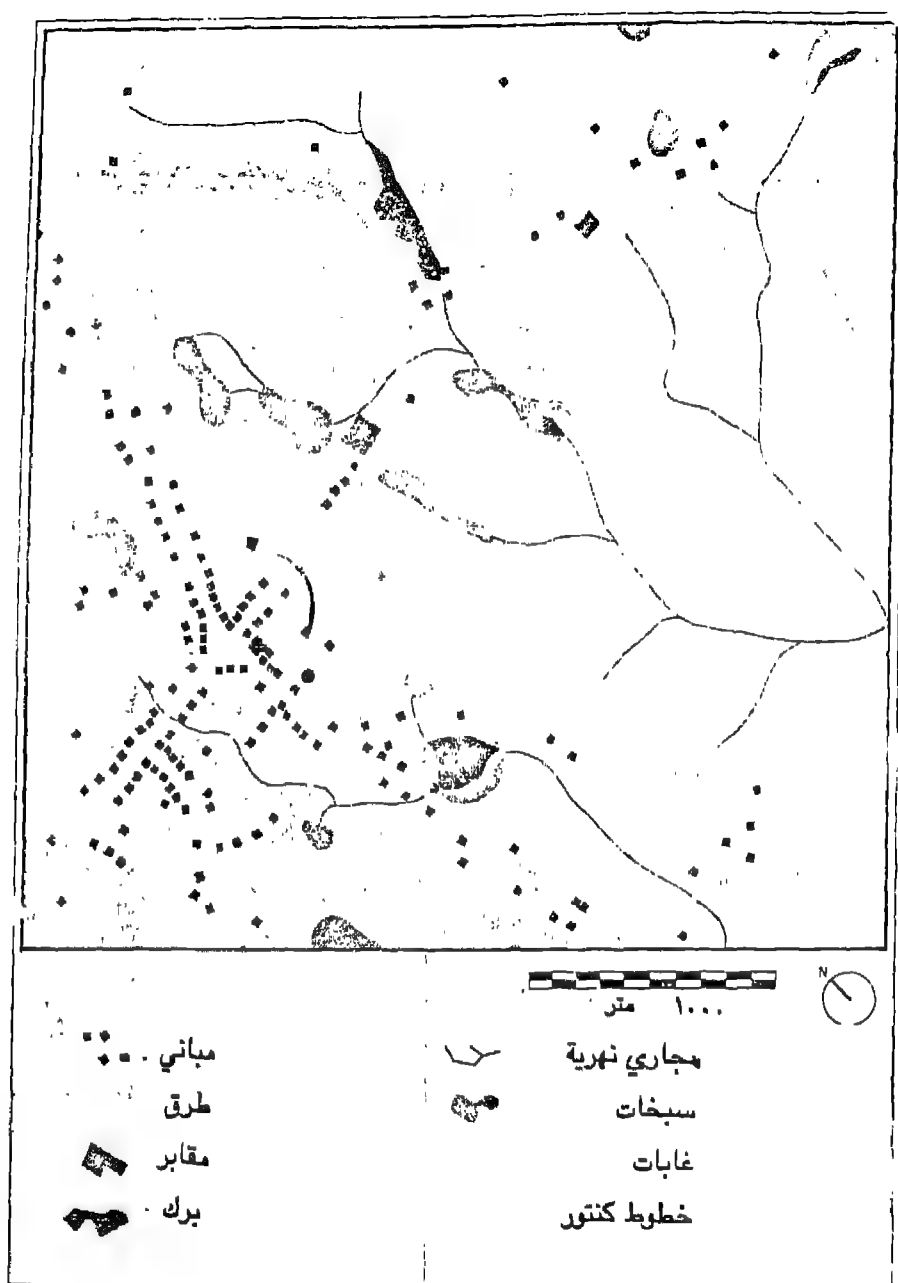 N
١٠٠٠ متر
مجاري نهرية
سبخات
غابات
خطوط كنتور
مباني
طرق
مقابر
برك